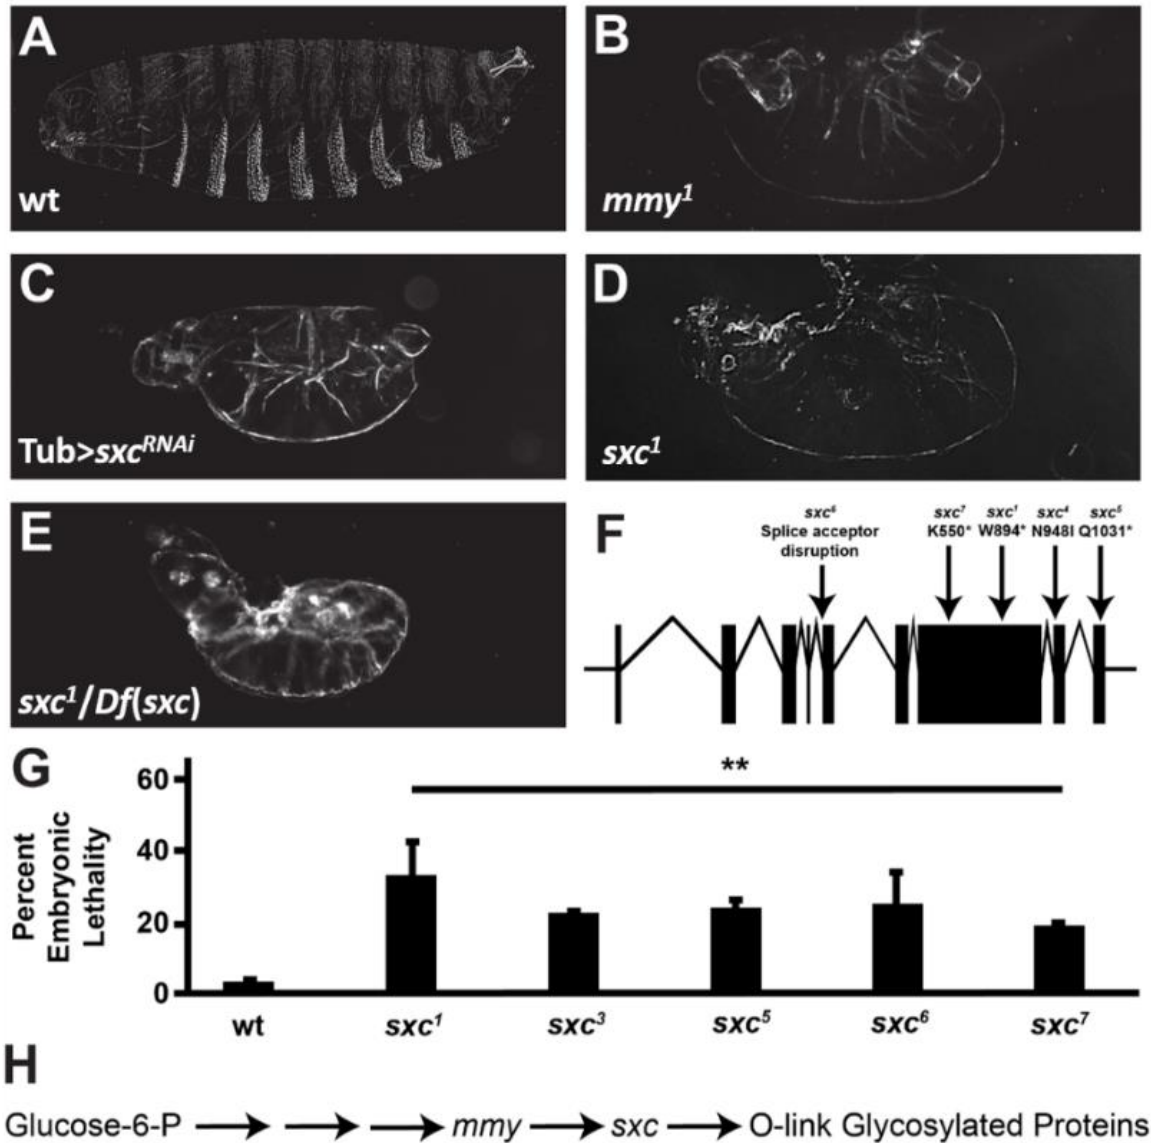 A
wt
B
mmy1
C
Tub>sxcRNAi
D
sxc1
E
sxc1/Df(sxc)
F
sxc6
Splice acceptor
disruption
sxc7
K550*
sxc1
W894*
sxc4
N948I
sxc5
Q1031*
G
Percent
Embryonic
Lethality
60
40
20
0
**
wt
sxc1
sxc3
sxc5
sxc6
sxc7
H
Glucose-6-P mmy sxc O-link Glycosylated Proteins